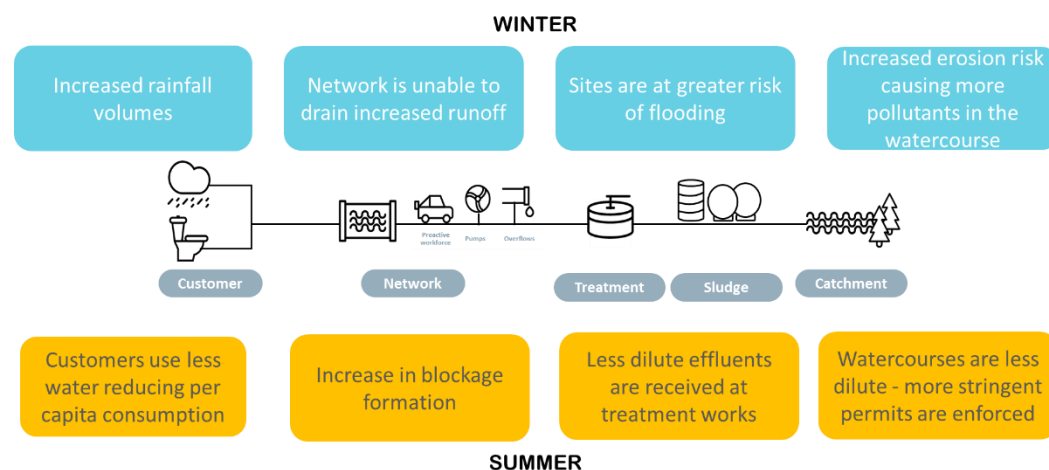 WINTER
Increased rainfall
volumes
Network is unable to
drain increased runoff
Sites are at greater risk
of flooding
Increased erosion risk
causing more
pollutants in the
watercourse
Proactive
workforce
Pumps
Overflows
Customer
Network
Treatment
Sludge
Catchment
Customers use less
water reducing per
capita consumption
Increase in blockage
formation
Less dilute effluents
are received at
treatment works
Watercourses are less
dilute - more stringent
permits are enforced
SUMMER